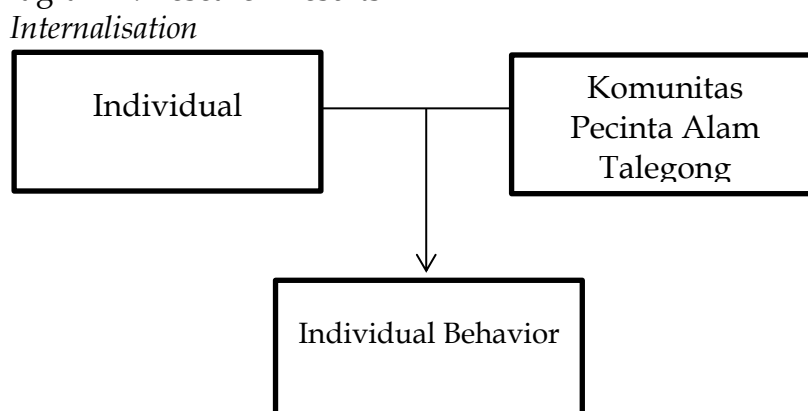 Internalisation
Individual
Komunitas
Pecinta Alam
Talegong
Individual Behavior